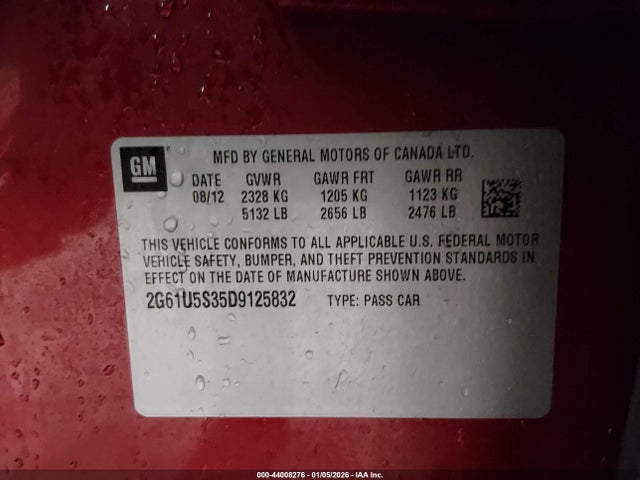 GM
MFD BY GENERAL MOTORS OF CANADA LTD.
DATE GVWR GAWR FRT GAWR RR
08/12 2328 KG 1205 KG 1123 KG
5132 LB 2656 LB 2476 LB
THIS VEHICLE CONFORMS TO ALL APPLICABLE U.S. FEDERAL MOTOR
VEHICLE SAFETY, BUMPER, AND THEFT PREVENTION STANDARDS IN
EFFECT ON THE DATE OF MANUFACTURE SHOWN ABOVE.
2G61U5S35D9125832 TYPE: PASS CAR
000-44008276 - 01/05/2026 - IAA Inc.